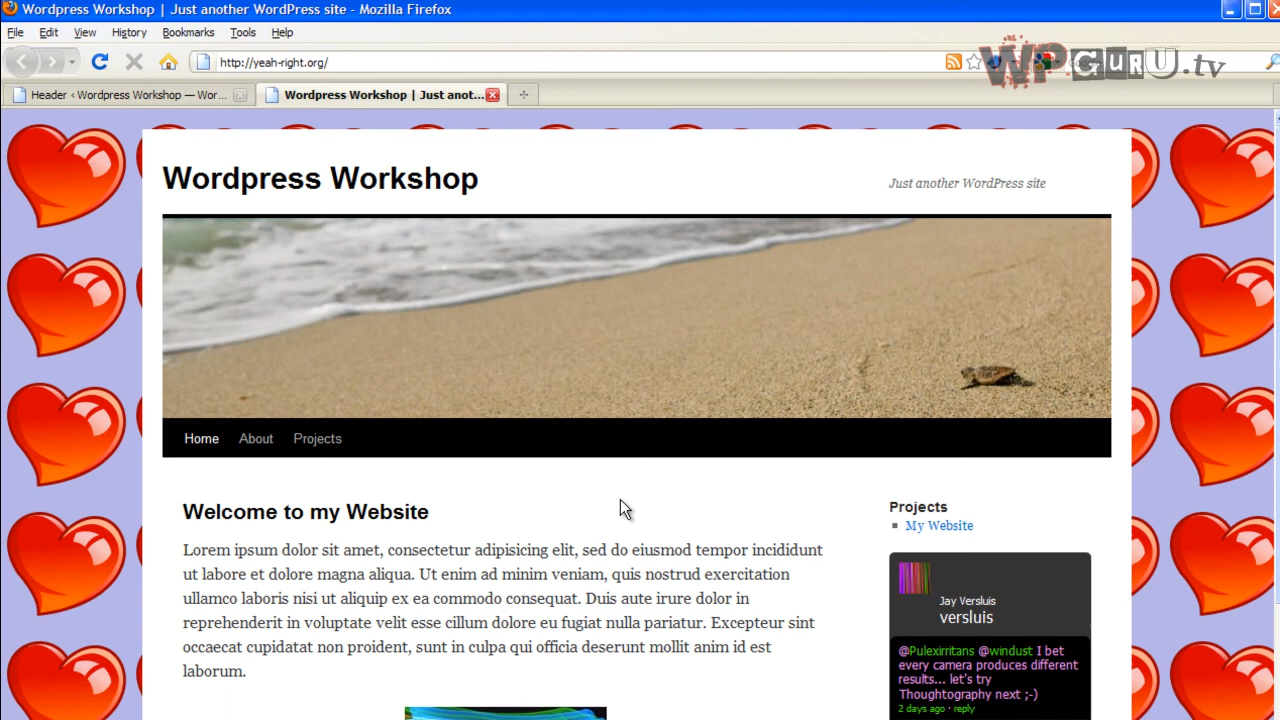 Wordpress Workshop | Just another WordPress site - Mozilla Firefox
File Edit View History Bookmarks Tools Help
http://yeah-right.org/
WPGURU.tv
Header ‹ Wordpress Workshop — Wor...
Wordpress Workshop | Just anot...
Wordpress Workshop
Just another WordPress site
Home About Projects
Welcome to my Website
Lorem ipsum dolor sit amet, consectetur adipisicing elit, sed do eiusmod tempor incididunt
ut labore et dolore magna aliqua. Ut enim ad minim veniam, quis nostrud exercitation
ullamco laboris nisi ut aliquip ex ea commodo consequat. Duis aute irure dolor in
reprehenderit in voluptate velit esse cillum dolore eu fugiat nulla pariatur. Excepteur sint
occaecat cupidatat non proident, sunt in culpa qui officia deserunt mollit anim id est
laborum.
Projects
My Website
Jay Versluis
versluis
@Pulexirritans @windust I bet
every camera produces different
results... let's try
Thoughtography next ;-)
2 days ago · reply